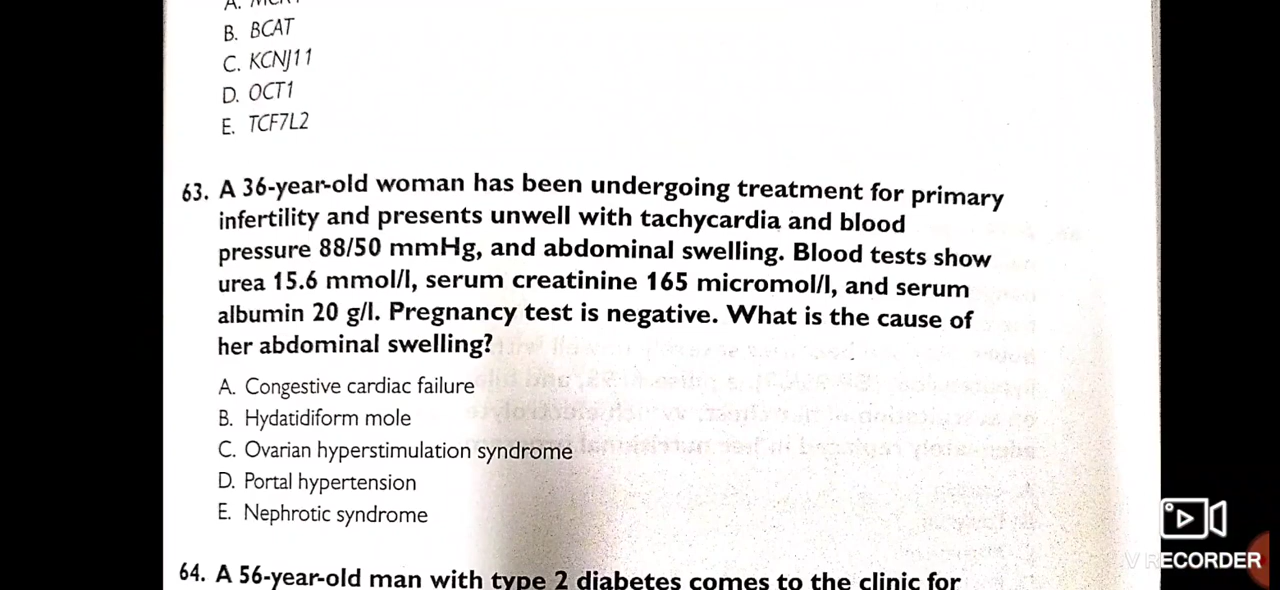 B. BCAT
C. KCNJ11
D. OCT1
E. TCF7L2
63. A 36-year-old woman has been undergoing treatment for primary
infertility and presents unwell with tachycardia and blood
pressure 88/50 mmHg, and abdominal swelling. Blood tests show
urea 15.6 mmol/l, serum creatinine 165 micromol/l, and serum
albumin 20 g/l. Pregnancy test is negative. What is the cause of
her abdominal swelling?
A. Congestive cardiac failure
B. Hydatidiform mole
C. Ovarian hyperstimulation syndrome
D. Portal hypertension
E. Nephrotic syndrome
64. A 56-year-old man with type 2 diabetes comes to the clinic for
V RECORDER